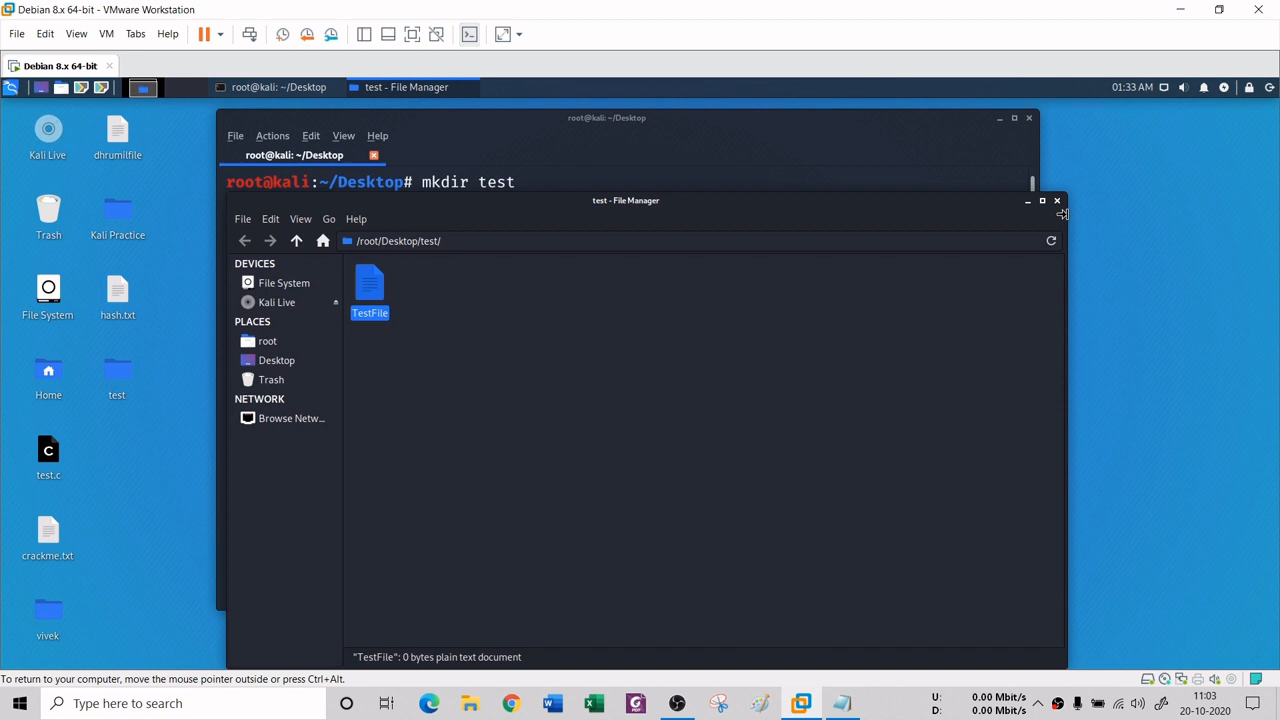 Debian 8.x 64-bit - VMware Workstation
File Edit View VM Tabs Help
Debian 8.x 64-bit
root@kali: ~/Desktop
test - File Manager
01:33 AM
root@kali: ~/Desktop
File Actions Edit View Help
root@kali: ~/Desktop
root@kali:~/Desktop# mkdir test
test - File Manager
File Edit View Go Help
/root/Desktop/test/
DEVICES
File System
Kali Live
PLACES
root
Desktop
Trash
NETWORK
Browse Netw...
TestFile
"TestFile": 0 bytes plain text document
Kali Live
dhrumilfile
Trash
Kali Practice
File System
hash.txt
Home
test
C
test.c
crackme.txt
vivek
To return to your computer, move the mouse pointer outside or press Ctrl+Alt.
Type here to search
U: 0.00 Mbit/s
D: 0.00 Mbit/s
11:03
20-10-2020